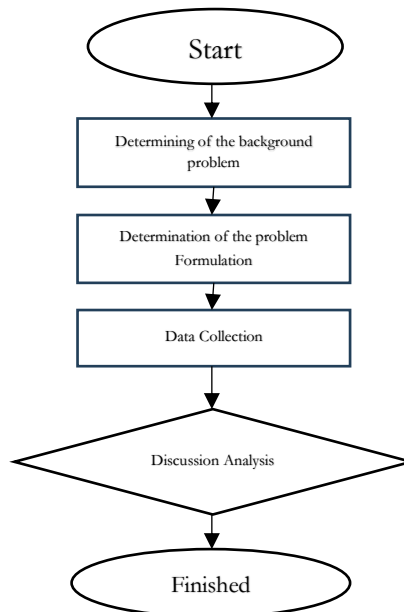 Start
Determining of the background
problem
Determination of the problem
Formulation
Data Collection
Discussion Analysis
Finished